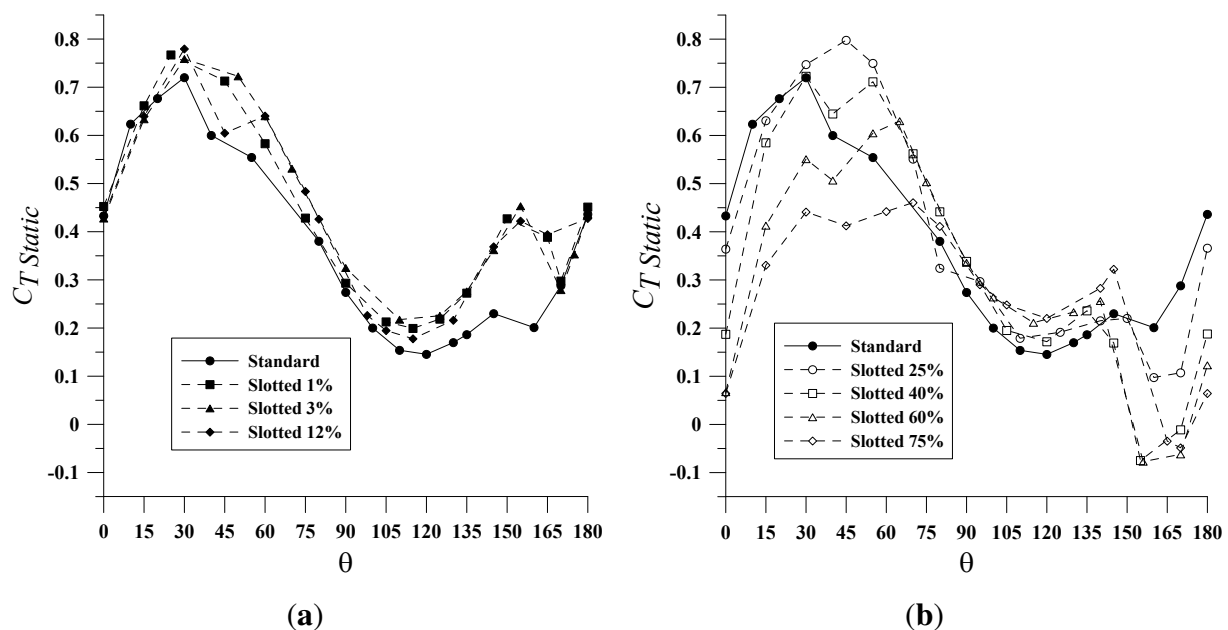 0.8
0.7
0.6
0.5
0.4
0.3
0.2
0.1
0
-0.1
C_T Static
Standard
Slotted 1%
Slotted 3%
Slotted 12%
0 15 30 45 60 75 90 105 120 135 150 165 180
θ
(a)
0.8
0.7
0.6
0.5
0.4
0.3
0.2
0.1
0
-0.1
C_T Static
Standard
Slotted 25%
Slotted 40%
Slotted 60%
Slotted 75%
0 15 30 45 60 75 90 105 120 135 150 165 180
θ
(b)